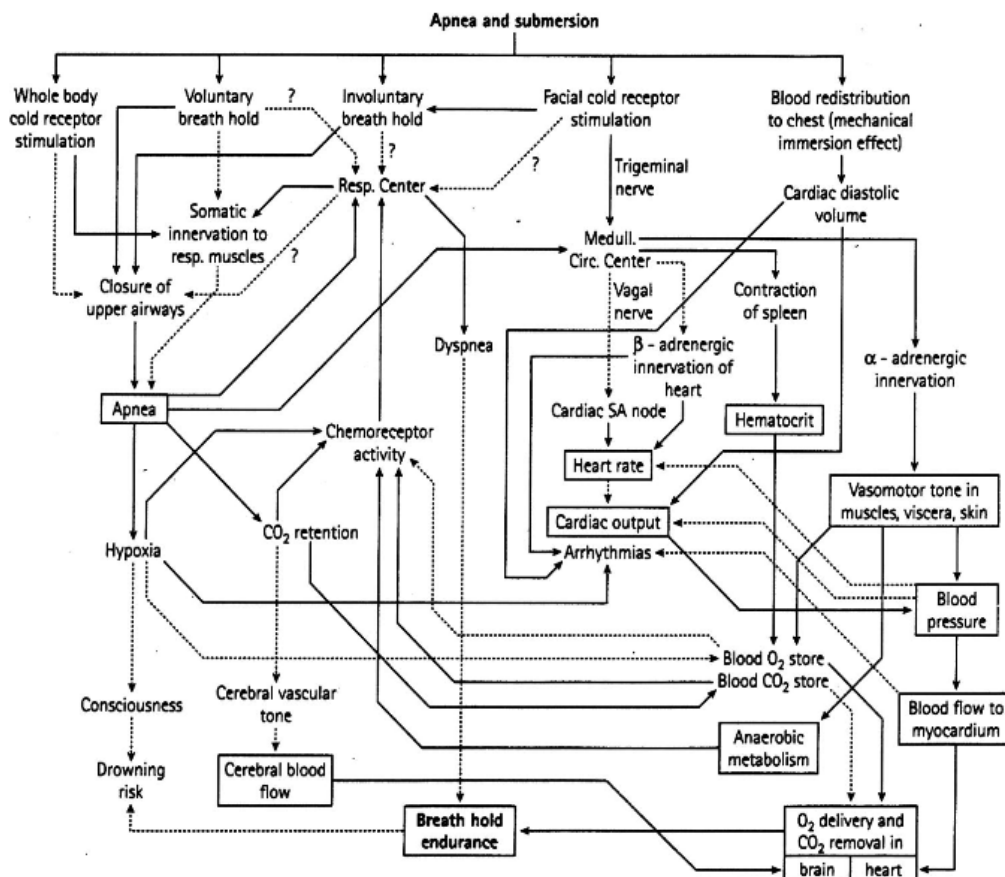 Apnea and submersion
Whole body
cold receptor
stimulation
Voluntary
breath hold
?
Involuntary
breath hold
Facial cold receptor
stimulation
Blood redistribution
to chest (mechanical
immersion effect)
?
?
Trigeminal
nerve
Resp. Center
Cardiac diastolic
volume
Somatic
innervation to
resp. muscles
?
Medull.
Circ. Center
Closure of
upper airways
Vagal
nerve
Contraction
of spleen
Dyspnea
β - adrenergic
innervation of
heart
α - adrenergic
innervation
Apnea
Cardiac SA node
Hematocrit
Chemoreceptor
activity
Heart rate
Vasomotor tone in
muscles, viscera, skin
CO2 retention
Cardiac output
Hypoxia
Arrhythmias
Blood
pressure
Blood O2 store
Blood CO2 store
Consciousness
Cerebral vascular
tone
Blood flow to
myocardium
Anaerobic
metabolism
Drowning
risk
Cerebral blood
flow
Breath hold
endurance
O2 delivery and
CO2 removal in
brain
heart